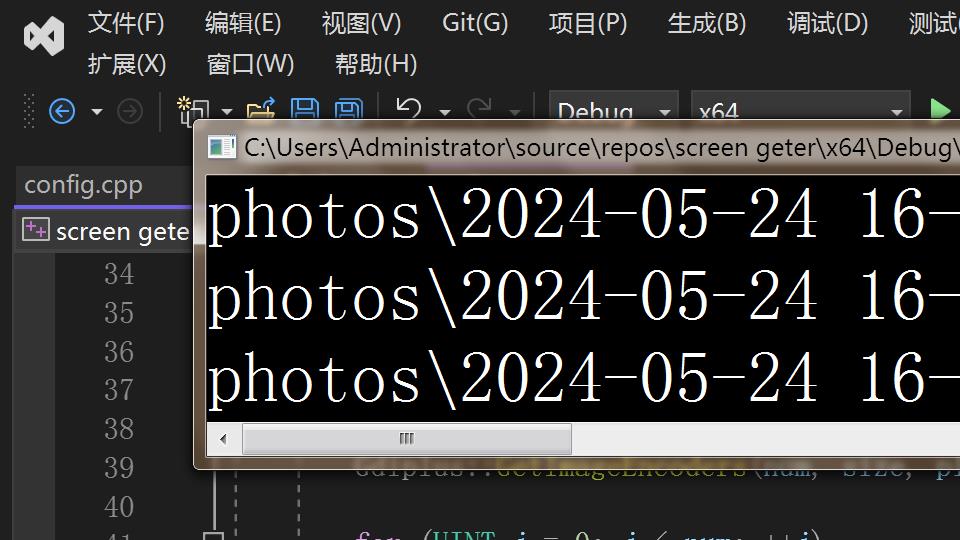 文件(F) 编辑(E) 视图(V) Git(G) 项目(P) 生成(B) 调试(D) 测试
扩展(X) 窗口(W) 帮助(H)
Debug x64
C:\Users\Administrator\source\repos\screen geter\x64\Debug\
config.cpp
photos\2024-05-24 16-
screen gete
34
photos\2024-05-24 16-
35
36
photos\2024-05-24 16-
37
38
39 Gdiplus::GetImageEncoders(num, size,
40
41 for (UINT j = 0; j < num; ++j)